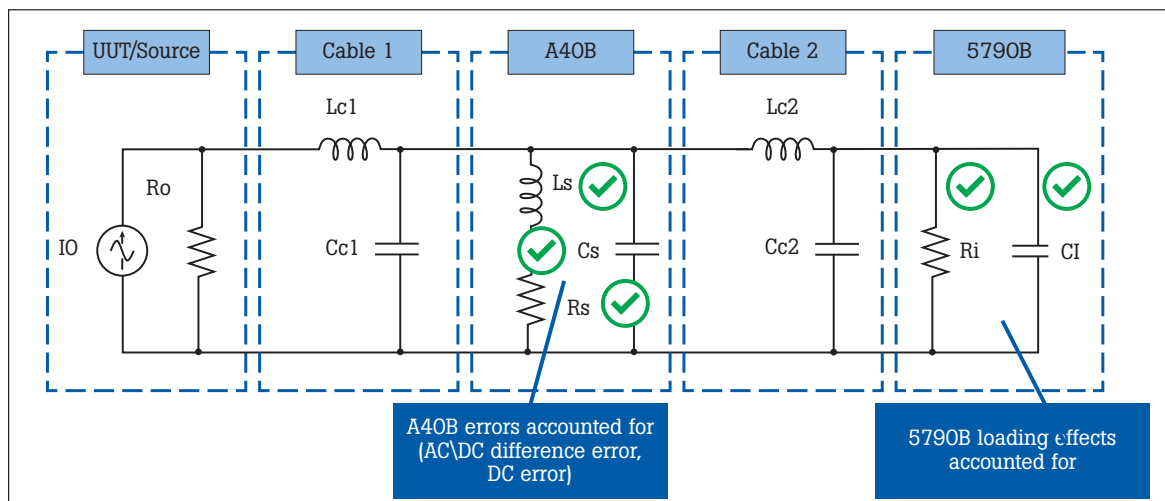 UUT/Source
Cable 1
A40B
Cable 2
5790B
Lc1
Lc2
Ro
Ls
IO
Cc1
Cs
Cc2
Ri
CI
Rs
A40B errors accounted for
(AC\DC difference error,
DC error)
5790B loading effects
accounted for